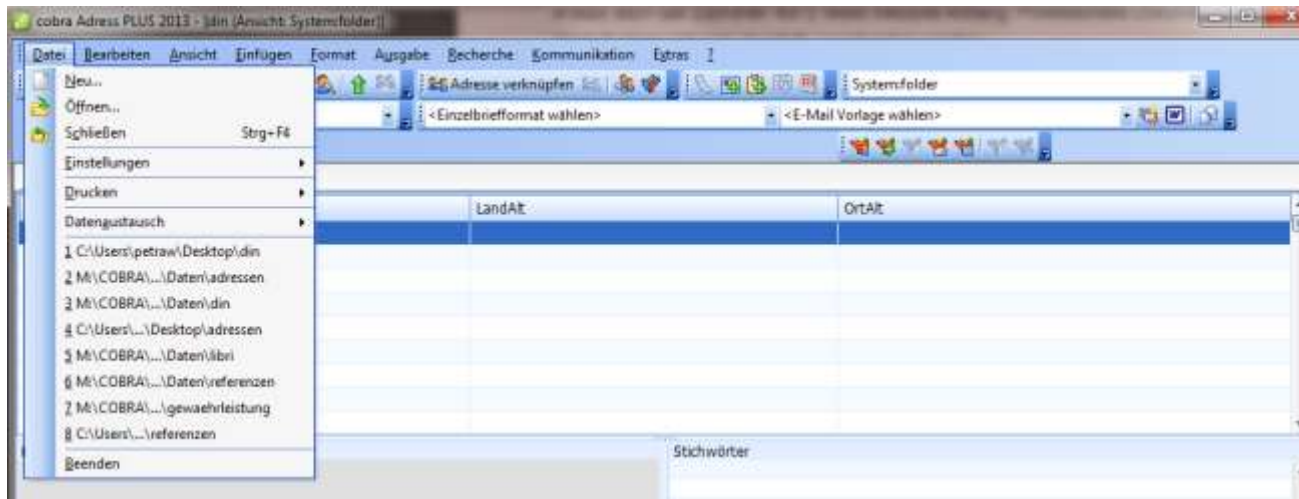 cobra Adress PLUS 2013 - [din (Ansicht: Systemfolder)]
Datei Bearbeiten Ansicht Einfügen Format Ausgabe Recherche Kommunikation Extras ?
Neu...
Adresse verknüpfen
Systemfolder
Öffnen...
<Einzelbriefformat wählen>
<E-Mail Vorlage wählen>
Schließen Strg+F4
Einstellungen
Drucken
Datenaustausch
LandAlt
OrtAlt
1 C:\Users\petraw\Desktop\din
2 M:\COBRA\...\Daten\adressen
3 M:\COBRA\...\Daten\din
4 C:\Users\...\Desktop\adressen
5 M:\COBRA\...\Daten\libri
6 M:\COBRA\...\Daten\referenzen
7 M:\COBRA\...\gewaehrleistung
8 C:\Users\...\referenzen
Beenden
Stichwörter